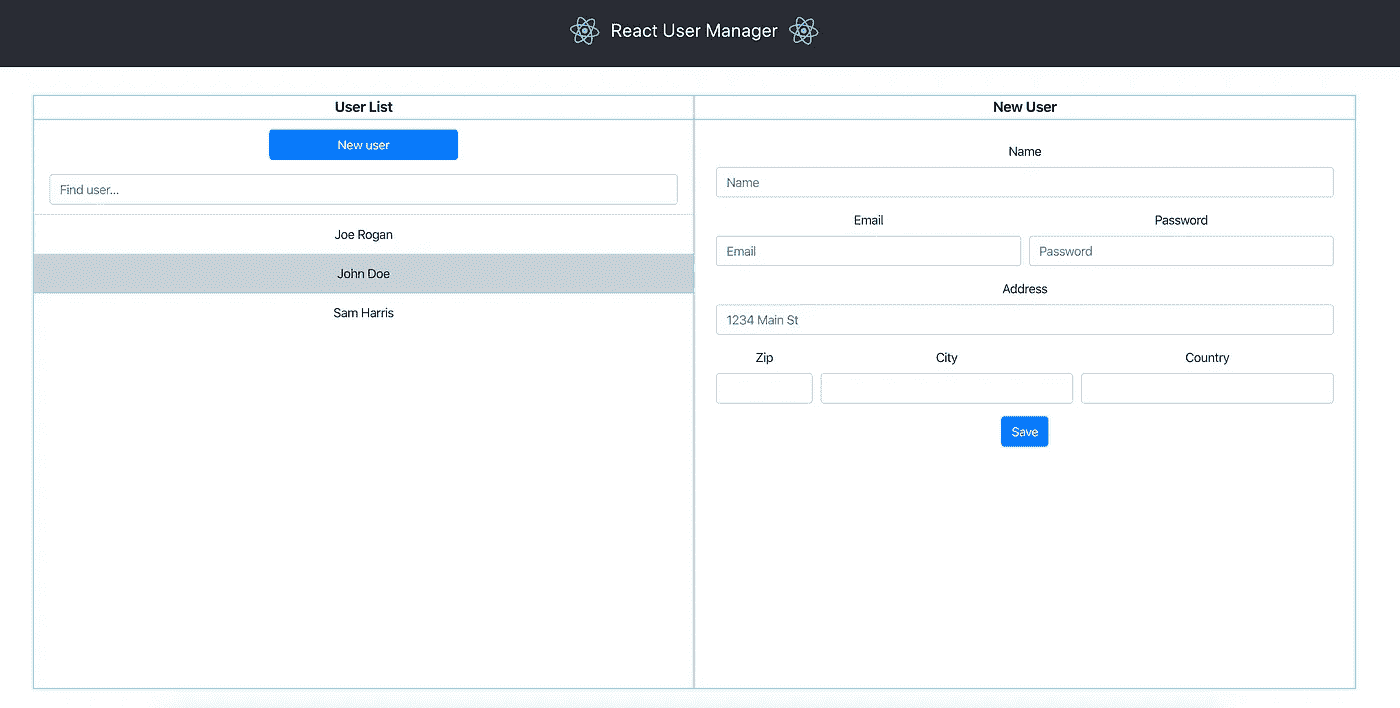 React User Manager
User List
New user
Find user...
Joe Rogan
John Doe
Sam Harris
New User
Name
Name
Email Password
Email Password
Address
1234 Main St
Zip City Country
Save